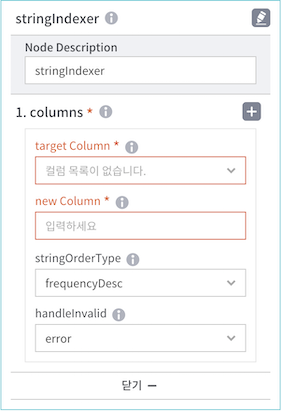 stringIndexer
Node Description
stringIndexer
1. columns *
target Column *
컬럼 목록이 없습니다.
new Column *
입력하세요
stringOrderType
frequencyDesc
handleInvalid
error
닫기